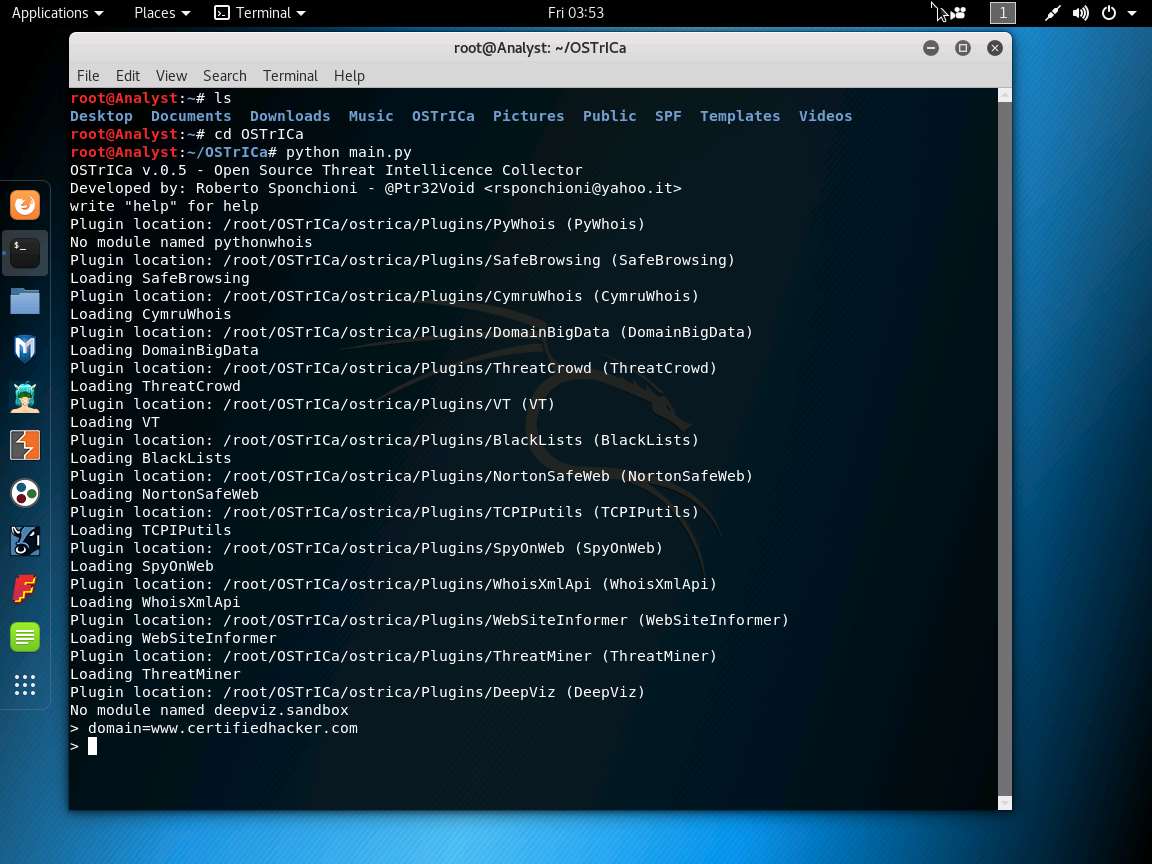 Applications Places Terminal Fri 03:53 1
root@Analyst: ~/OSTrICa
File Edit View Search Terminal Help
root@Analyst:~# ls
Desktop Documents Downloads Music OSTrICa Pictures Public SPF Templates Videos
root@Analyst:~# cd OSTrICa
root@Analyst:~/OSTrICa# python main.py
OSTrICa v.0.5 - Open Source Threat Intellicence Collector
Developed by: Roberto Sponchioni - @Ptr32Void <rsponchioni@yahoo.it>
write "help" for help
Plugin location: /root/OSTrICa/ostrica/Plugins/PyWhois (PyWhois)
No module named pythonwhois
Plugin location: /root/OSTrICa/ostrica/Plugins/SafeBrowsing (SafeBrowsing)
Loading SafeBrowsing
Plugin location: /root/OSTrICa/ostrica/Plugins/CymruWhois (CymruWhois)
Loading CymruWhois
Plugin location: /root/OSTrICa/ostrica/Plugins/DomainBigData (DomainBigData)
Loading DomainBigData
Plugin location: /root/OSTrICa/ostrica/Plugins/ThreatCrowd (ThreatCrowd)
Loading ThreatCrowd
Plugin location: /root/OSTrICa/ostrica/Plugins/VT (VT)
Loading VT
Plugin location: /root/OSTrICa/ostrica/Plugins/BlackLists (BlackLists)
Loading BlackLists
Plugin location: /root/OSTrICa/ostrica/Plugins/NortonSafeWeb (NortonSafeWeb)
Loading NortonSafeWeb
Plugin location: /root/OSTrICa/ostrica/Plugins/TCPIPutils (TCPIPutils)
Loading TCPIPutils
Plugin location: /root/OSTrICa/ostrica/Plugins/SpyOnWeb (SpyOnWeb)
Loading SpyOnWeb
Plugin location: /root/OSTrICa/ostrica/Plugins/WhoisXmlApi (WhoisXmlApi)
Loading WhoisXmlApi
Plugin location: /root/OSTrICa/ostrica/Plugins/WebSiteInformer (WebSiteInformer)
Loading WebSiteInformer
Plugin location: /root/OSTrICa/ostrica/Plugins/ThreatMiner (ThreatMiner)
Loading ThreatMiner
Plugin location: /root/OSTrICa/ostrica/Plugins/DeepViz (DeepViz)
No module named deepviz.sandbox
> domain=www.certifiedhacker.com
>